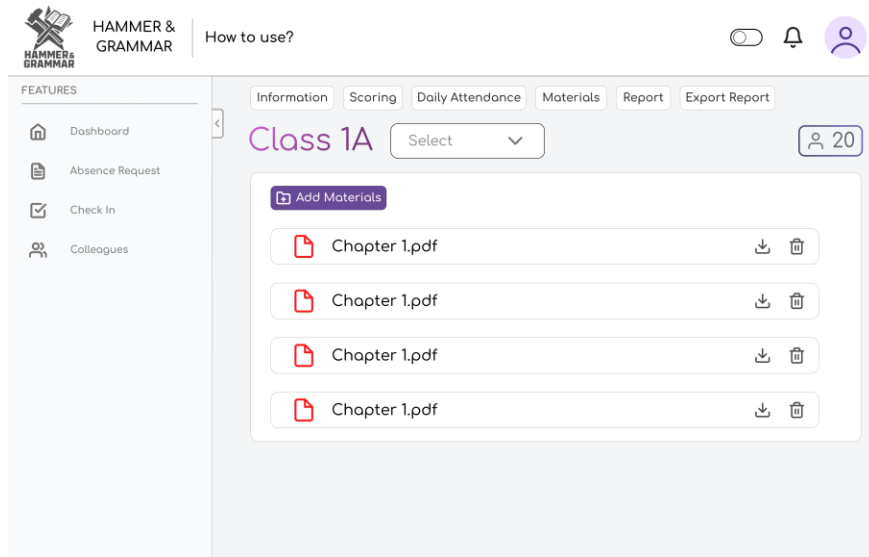 HAMMER &
GRAMMAR
HAMMER &
GRAMMAR
How to use?
FEATURES
Dashboard
Absence Request
Check In
Colleagues
Information
Scoring
Daily Attendance
Materials
Report
Export Report
Class 1A
Select
20
Add Materials
Chapter 1.pdf
Chapter 1.pdf
Chapter 1.pdf
Chapter 1.pdf